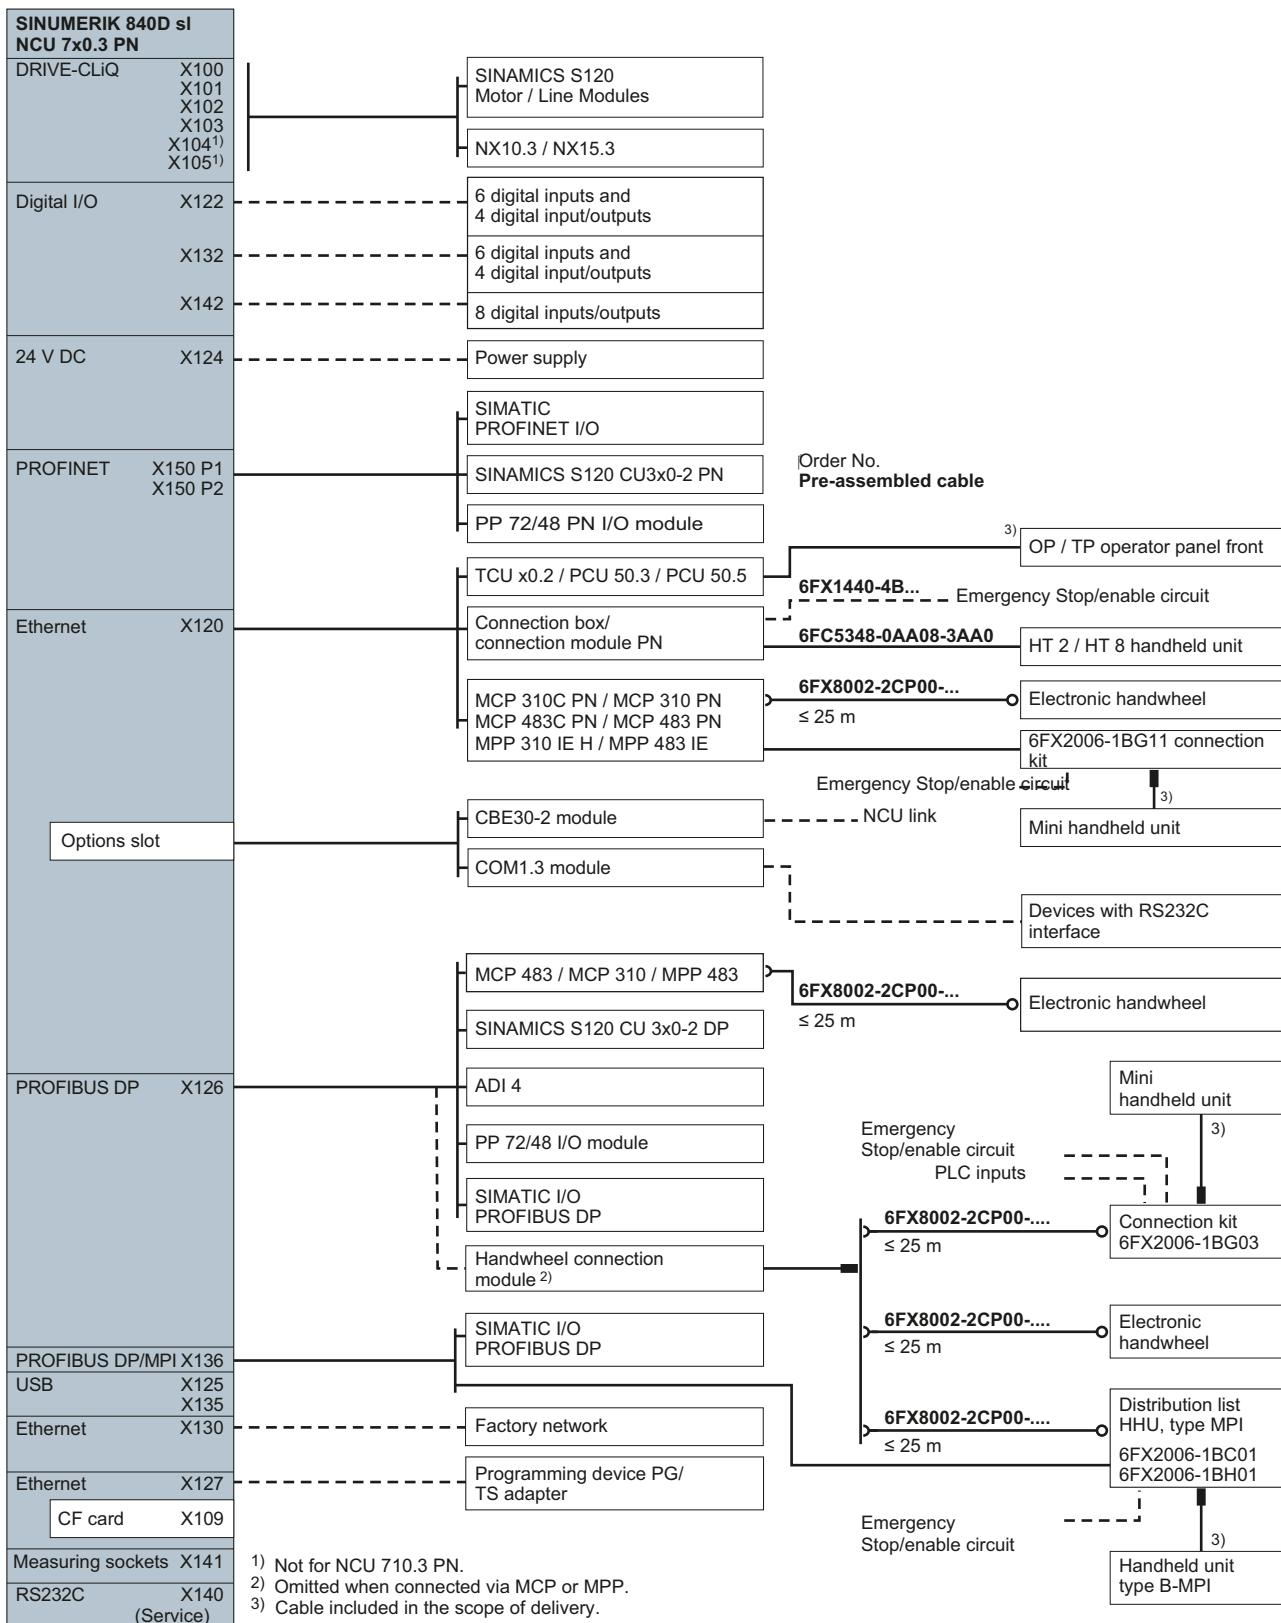 SINUMERIK 840D sl
NCU 7x0.3 PN
DRIVE-CLiQ X100
X101
X102
X103
X104 1)
X105 1)
SINAMICS S120
Motor / Line Modules
NX10.3 / NX15.3
Digital I/O X122
6 digital inputs and
4 digital input/outputs
X132
6 digital inputs and
4 digital input/outputs
X142
8 digital inputs/outputs
24 V DC X124
Power supply
SIMATIC
PROFINET I/O
PROFINET X150 P1
X150 P2
SINAMICS S120 CU3x0-2 PN
PP 72/48 PN I/O module
Order No.
Pre-assembled cable
TCU x0.2 / PCU 50.3 / PCU 50.5
3)
OP / TP operator panel front
Ethernet X120
Connection box/
connection module PN
6FX1440-4B...
Emergency Stop/enable circuit
6FC5348-0AA08-3AA0
HT 2 / HT 8 handheld unit
MCP 310C PN / MCP 310 PN
MCP 483C PN / MCP 483 PN
MPP 310 IE H / MPP 483 IE
6FX8002-2CP00-...
≤ 25 m
Electronic handwheel
6FX2006-1BG11 connection
kit
Emergency Stop/enable circuit
3)
Mini handheld unit
Options slot
CBE30-2 module
NCU link
COM1.3 module
Devices with RS232C
interface
MCP 483 / MCP 310 / MPP 483
6FX8002-2CP00-...
≤ 25 m
Electronic handwheel
SINAMICS S120 CU 3x0-2 DP
PROFIBUS DP X126
ADI 4
PP 72/48 I/O module
SIMATIC I/O
PROFIBUS DP
Handwheel connection
module 2)
Mini
handheld unit
3)
Emergency
Stop/enable circuit
PLC inputs
6FX8002-2CP00-....
≤ 25 m
Connection kit
6FX2006-1BG03
6FX8002-2CP00-....
≤ 25 m
Electronic
handwheel
6FX8002-2CP00-....
≤ 25 m
Distribution list
HHU, type MPI
6FX2006-1BC01
6FX2006-1BH01
Emergency
Stop/enable circuit
3)
Handheld unit
type B-MPI
PROFIBUS DP/MPI X136
SIMATIC I/O
PROFIBUS DP
USB X125
X135
Ethernet X130
Factory network
Ethernet X127
Programming device PG/
TS adapter
CF card X109
Measuring sockets X141
RS232C X140
(Service)
1) Not for NCU 710.3 PN.
2) Omitted when connected via MCP or MPP.
3) Cable included in the scope of delivery.